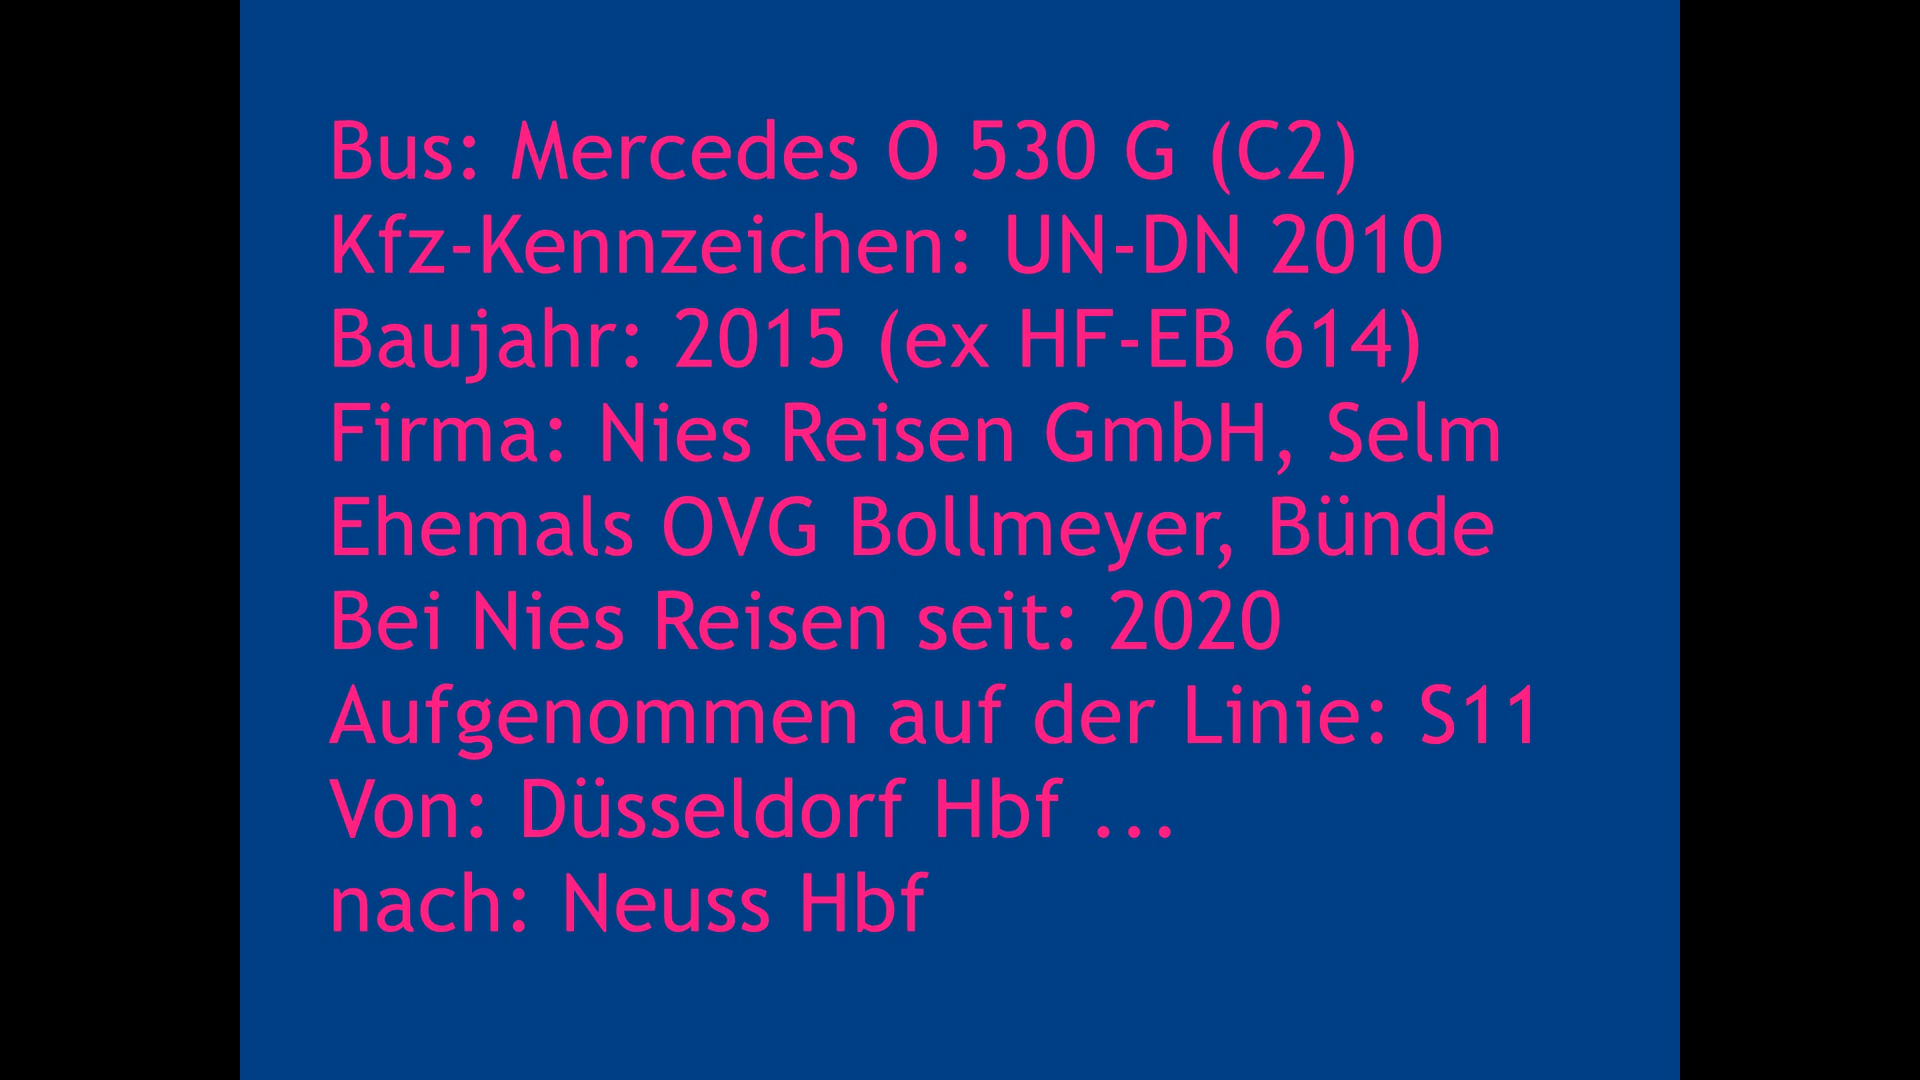 Bus: Mercedes O 530 G (C2)
Kfz-Kennzeichen: UN-DN 2010
Baujahr: 2015 (ex HF-EB 614)
Firma: Nies Reisen GmbH, Selm
Ehemals OVG Bollmeyer, Bünde
Bei Nies Reisen seit: 2020
Aufgenommen auf der Linie: S11
Von: Düsseldorf Hbf ...
nach: Neuss Hbf